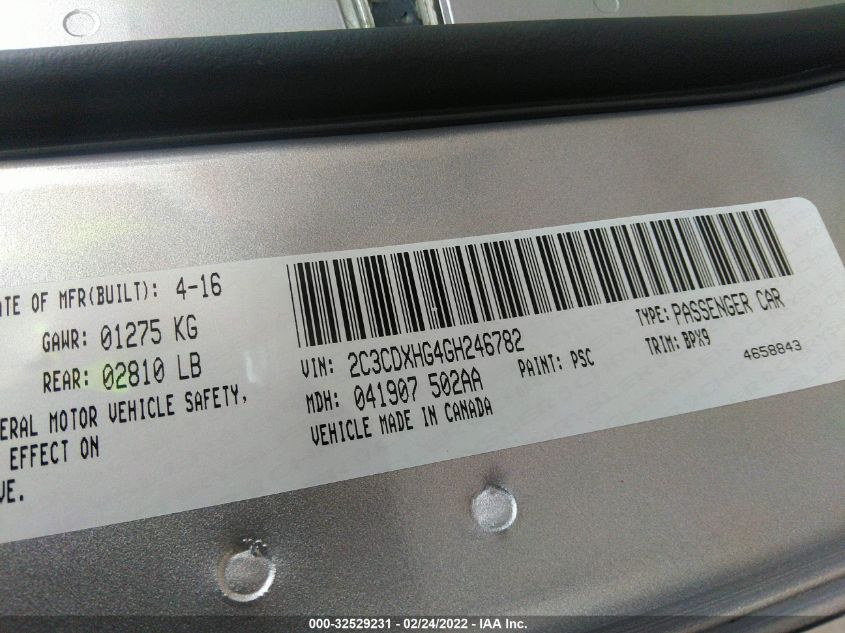 ATE OF MFR(BUILT): 4-16
GAWR: 01275 KG
REAR: 02810 LB
ERAL MOTOR VEHICLE SAFETY,
EFFECT ON
VE.
VIN: 2C3CDXHG4GH246782
MDH: 041907 502AA
VEHICLE MADE IN CANADA
PAINT: PSC
TYPE: PASSENGER CAR
TRIM: BPX9
4658843
000-32529231 - 02/24/2022 - IAA Inc.